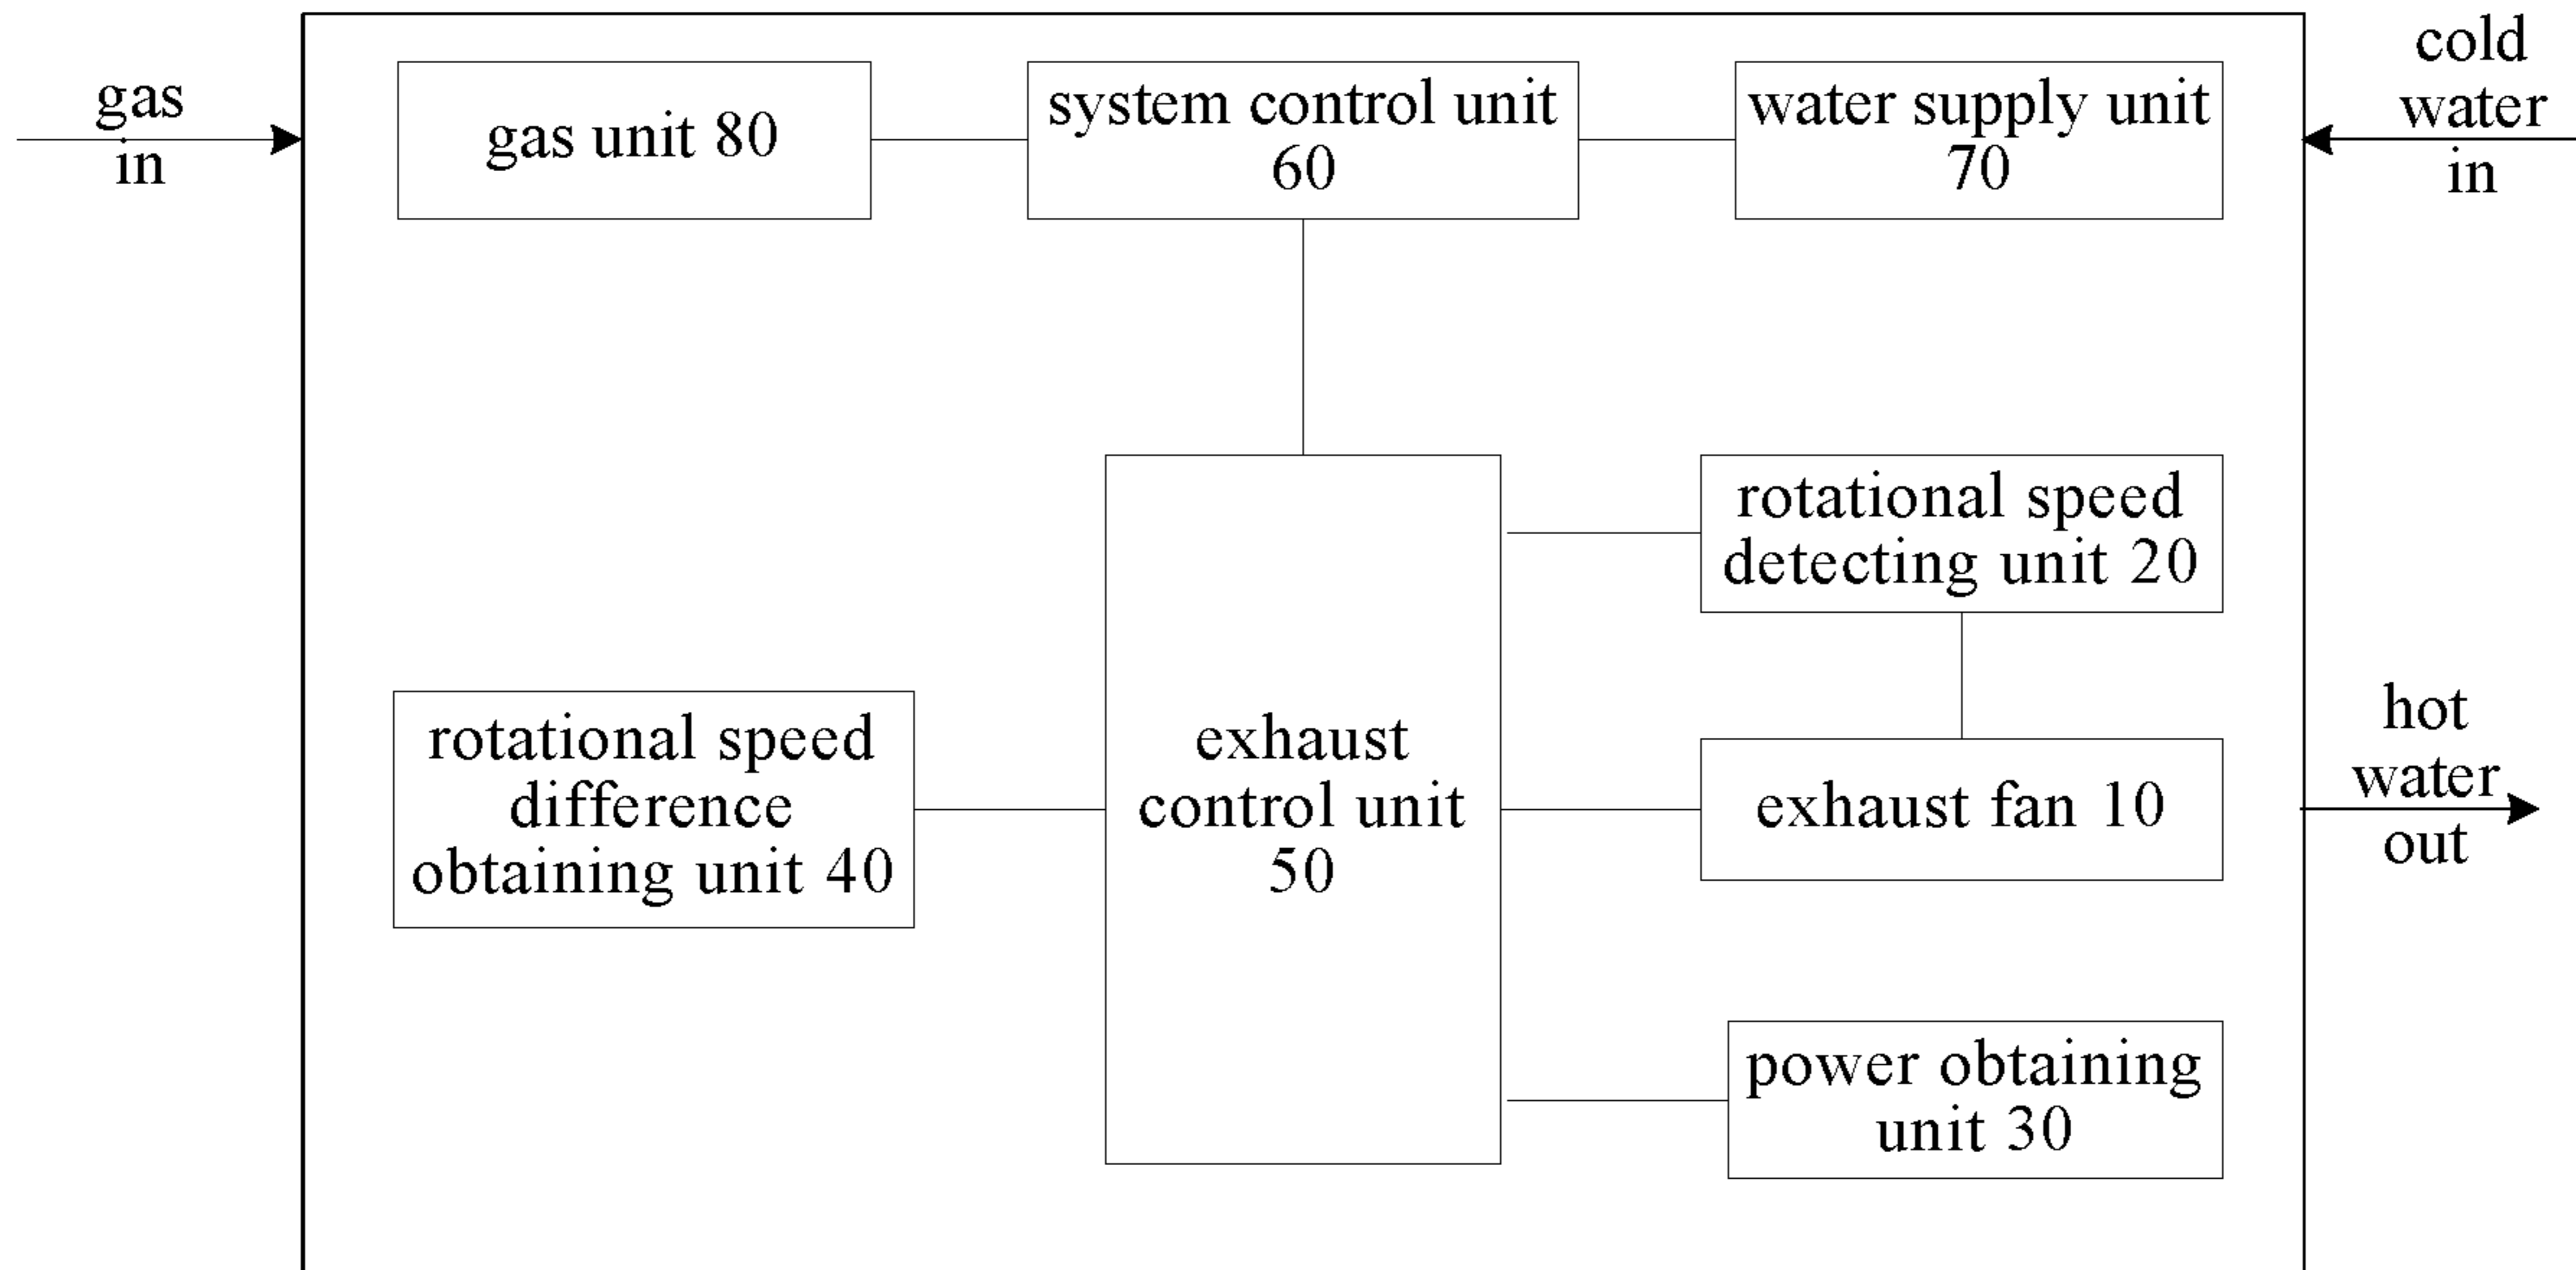 gas
in
gas unit 80
system control unit
60
water supply unit
70
cold
water
in
rotational speed
detecting unit 20
rotational speed
difference
obtaining unit 40
exhaust
control unit
50
exhaust fan 10
hot
water
out
power obtaining
unit 30